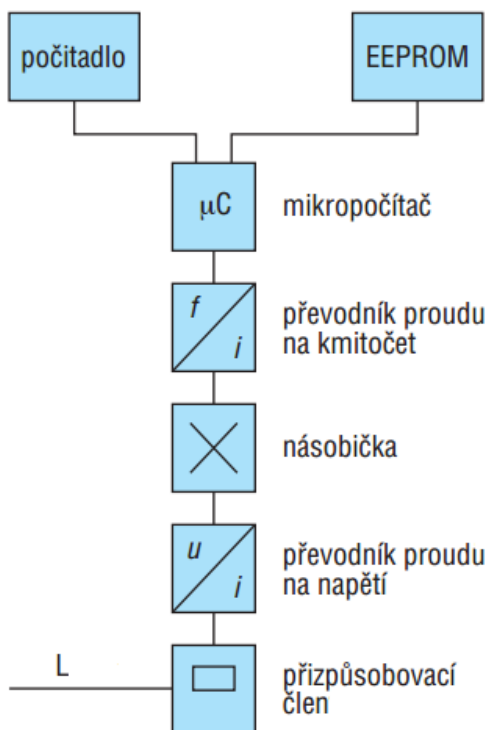 počitadlo
EEPROM
μC
mikropočítač
f
i
převodník proudu
na kmitočet
násobička
u
i
převodník proudu
na napětí
L
přizpůsobovací
člen